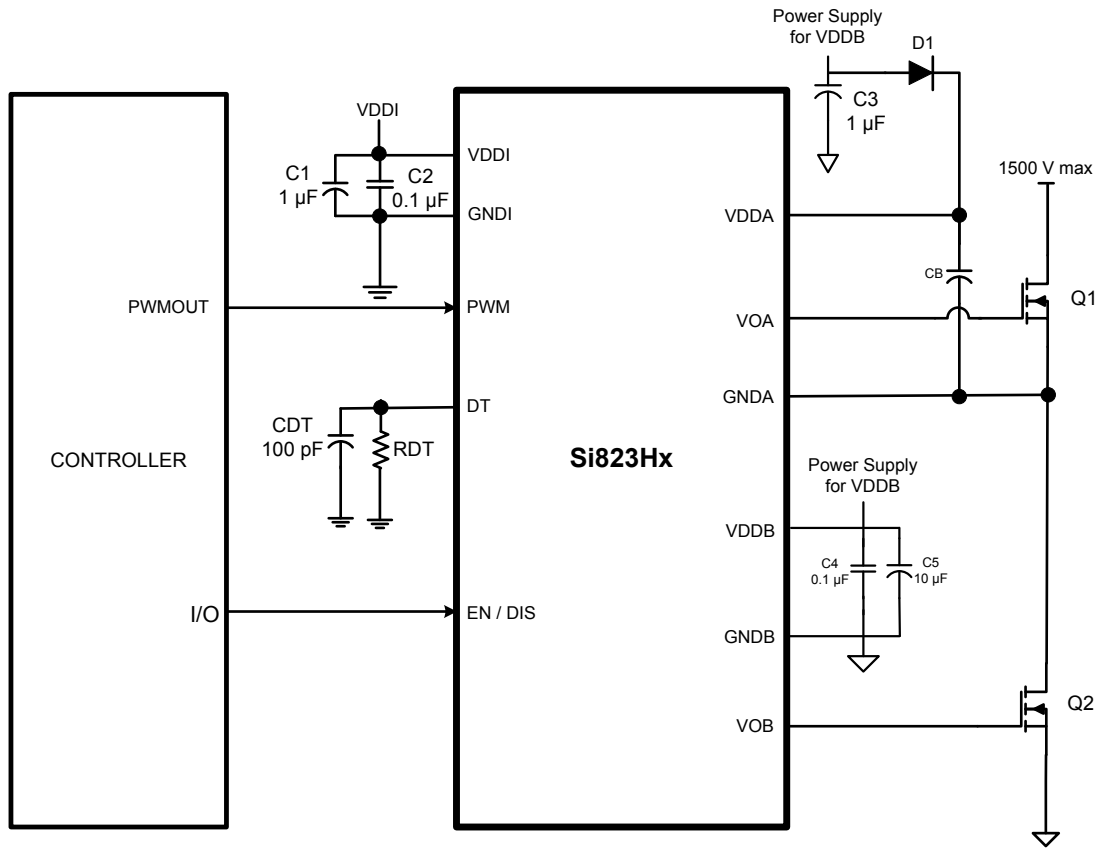 Power Supply
for VDDB
D1
C3
1 µF
VDDI
VDDI
C1
1 µF
C2
0.1 µF
GNDI
1500 V max
VDDA
CB
PWMOUT
PWM
VOA
Q1
GNDA
DT
CDT
100 pF
RDT
CONTROLLER
Si823Hx
Power Supply
for VDDB
VDDB
C4
0.1 µF
C5
10 µF
I/O
EN / DIS
GNDB
VOB
Q2